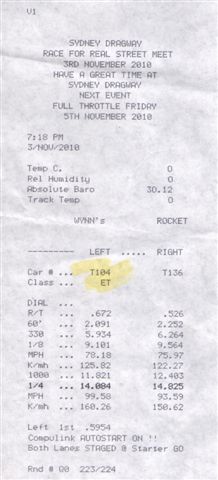 V1
SYDNEY DRAGWAY
RACE FOR REAL STREET MEET
3RD NOVEMBER 2010
HAVE A GREAT TIME AT
SYDNEY DRAGWAY
NEXT EVENT
FULL THROTTLE FRIDAY
5TH NOVEMBER 2010
7:18 PM
3/NOV/2010
Temp C. 0
Rel Humidity 0
Absolute Baro 30.12
Track Temp 0
WYNN's ROCKET
--------- LEFT ..... RIGHT
Car # ... T104 T136
Class ... ET
DIAL ...
R/T ... .672 .526
60' ... 2.091 2.252
330 ... 5.934 6.264
1/8 ... 9.101 9.564
MPH ... 78.18 75.97
K/mh ... 125.82 122.27
1000 ... 11.821 12.403
1/4 ... 14.084 14.825
MPH ... 99.58 93.59
K/mh ... 160.26 150.62
Left 1st .5954
Compulink AUTOSTART ON !!
Both Lanes STAGED @ Starter GO
Rnd # Q0 223/224